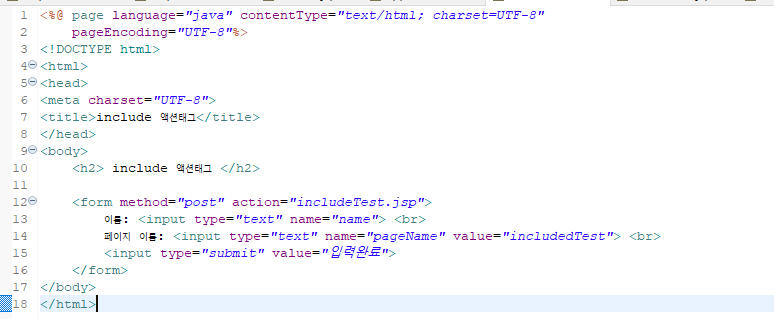 1 <%@ page language="java" contentType="text/html; charset=UTF-8"
2 pageEncoding="UTF-8"%>
3 <!DOCTYPE html>
4 <html>
5 <head>
6 <meta charset="UTF-8">
7 <title>include 액션태그</title>
8 </head>
9 <body>
10 <h2> include 액션태그 </h2>
11
12 <form method="post" action="includeTest.jsp">
13 이름: <input type="text" name="name"> <br>
14 페이지 이름: <input type="text" name="pageName" value="includedTest"> <br>
15 <input type="submit" value="입력완료">
16 </form>
17 </body>
18 </html>